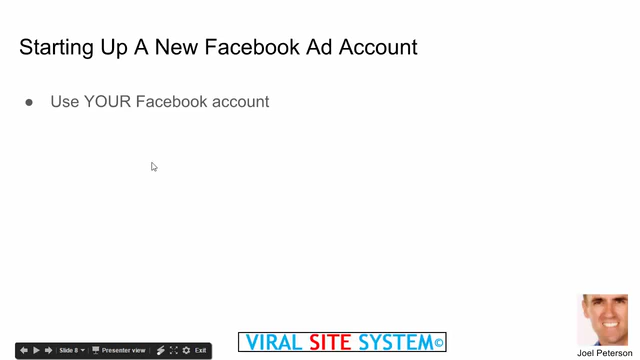 Starting Up A New Facebook Ad Account
● Use YOUR Facebook account
Slide 8
Presenter view
Exit
VIRAL SITE SYSTEM©
Joel Peterson